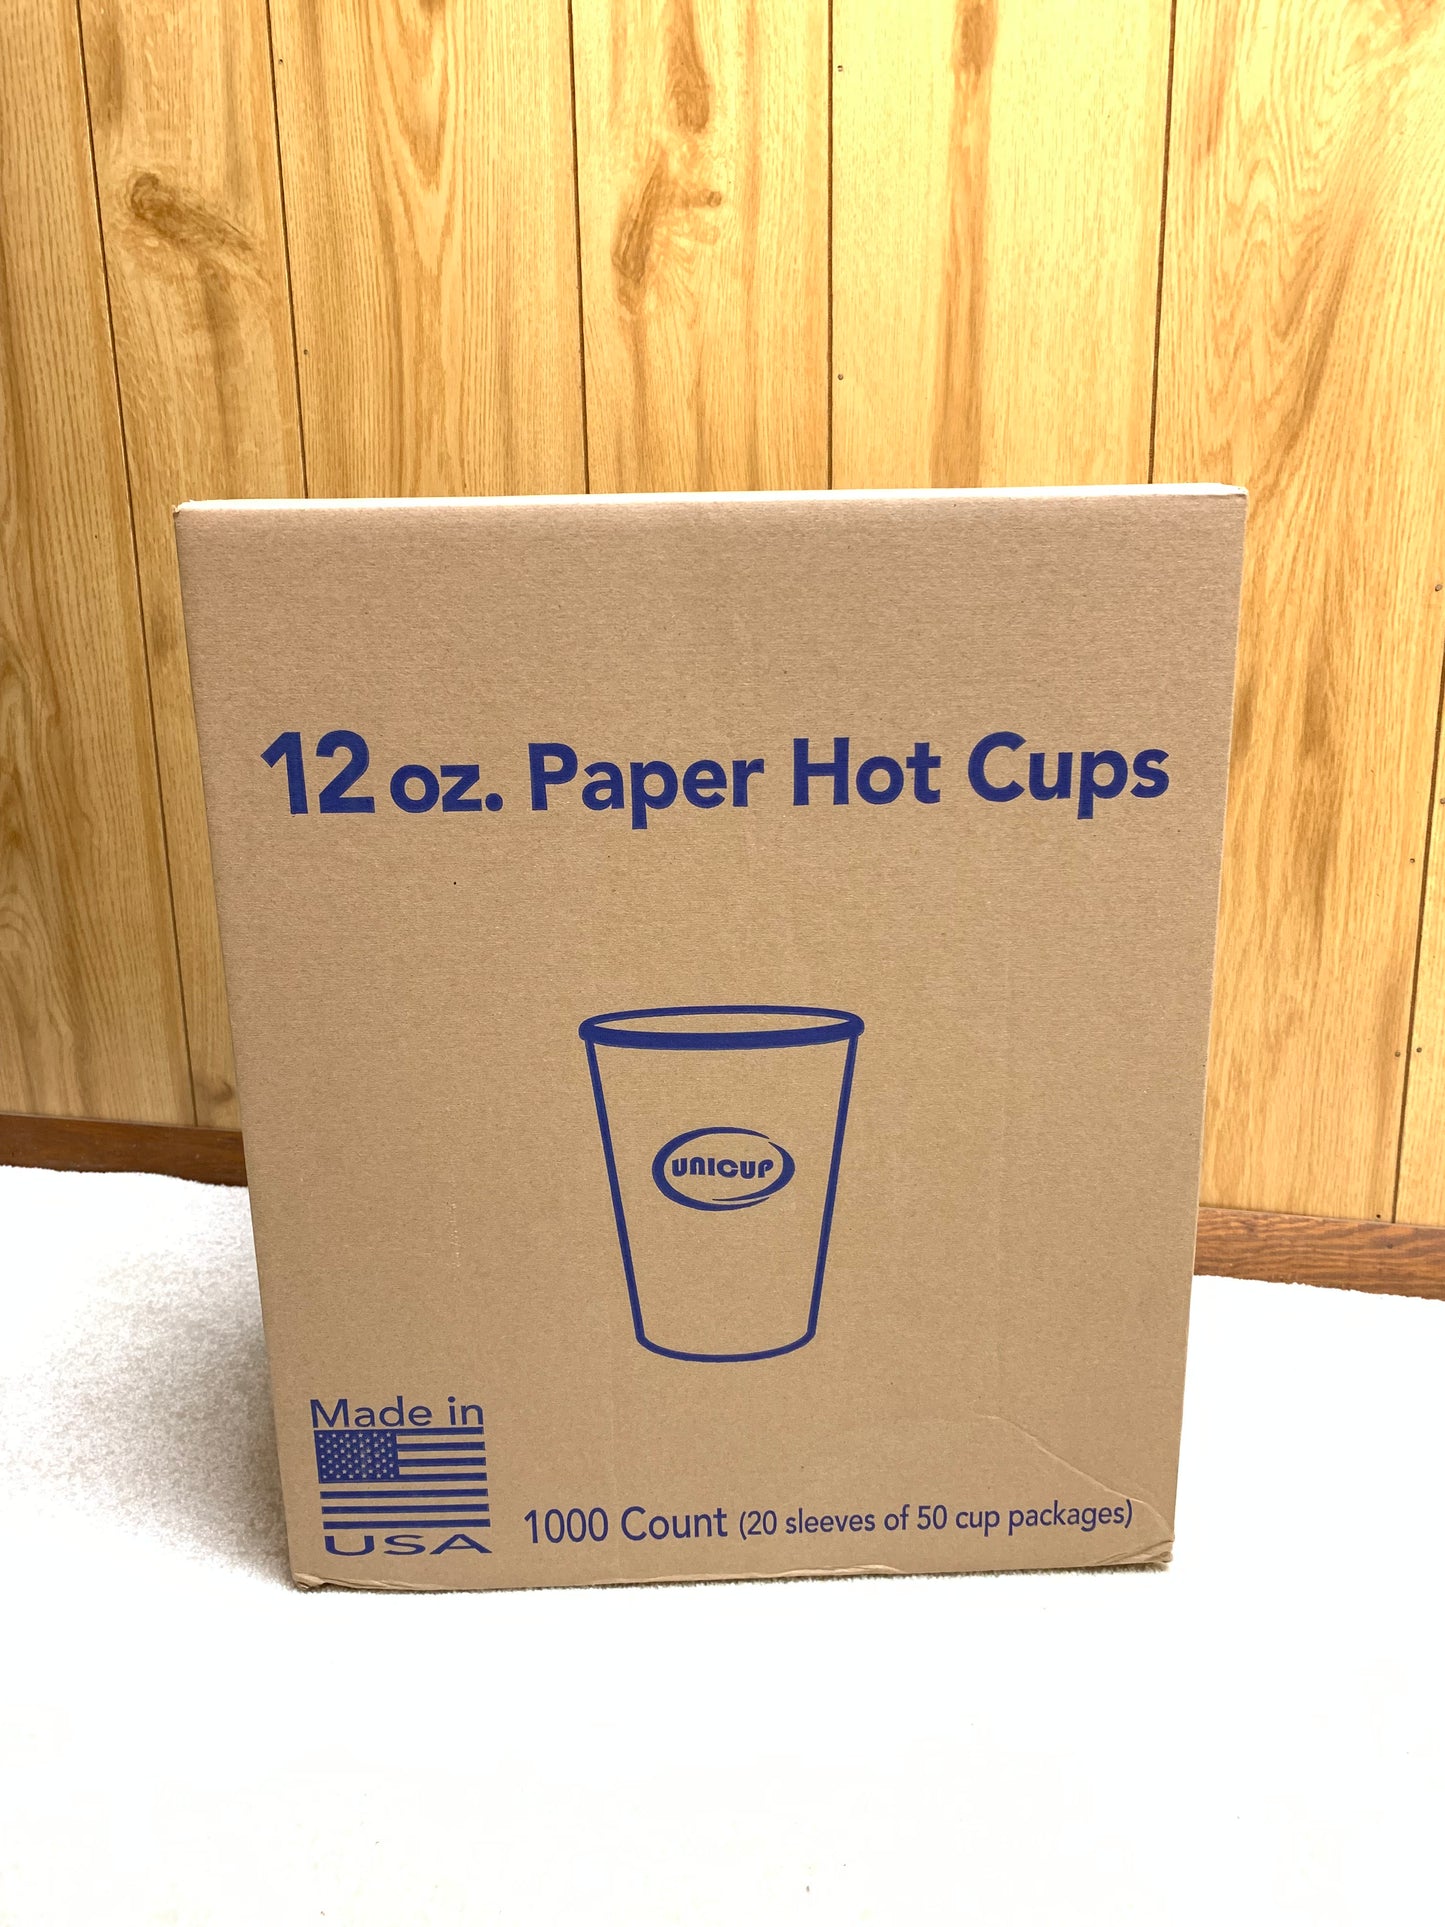 12 oz. Paper Hot Cups
UNICUP
Made in
USA
1000 Count (20 sleeves of 50 cup packages)